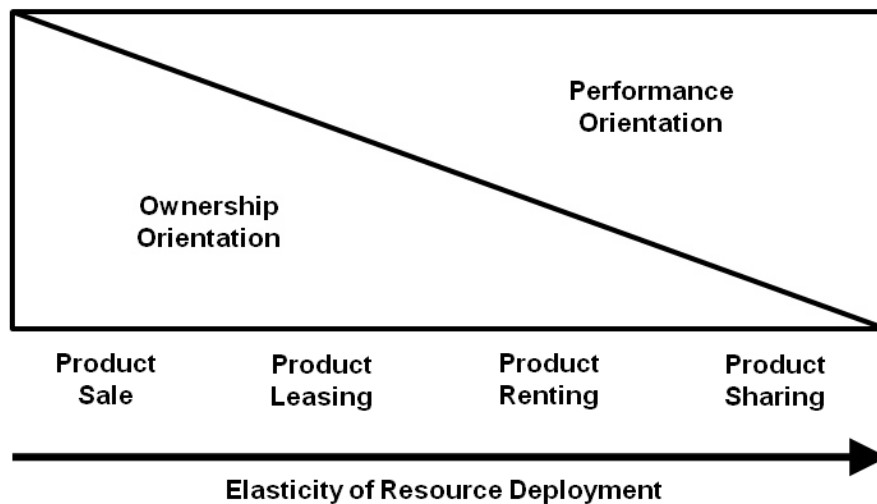 Performance
Orientation
Ownership
Orientation
Product
Sale
Product
Leasing
Product
Renting
Product
Sharing
Elasticity of Resource Deployment